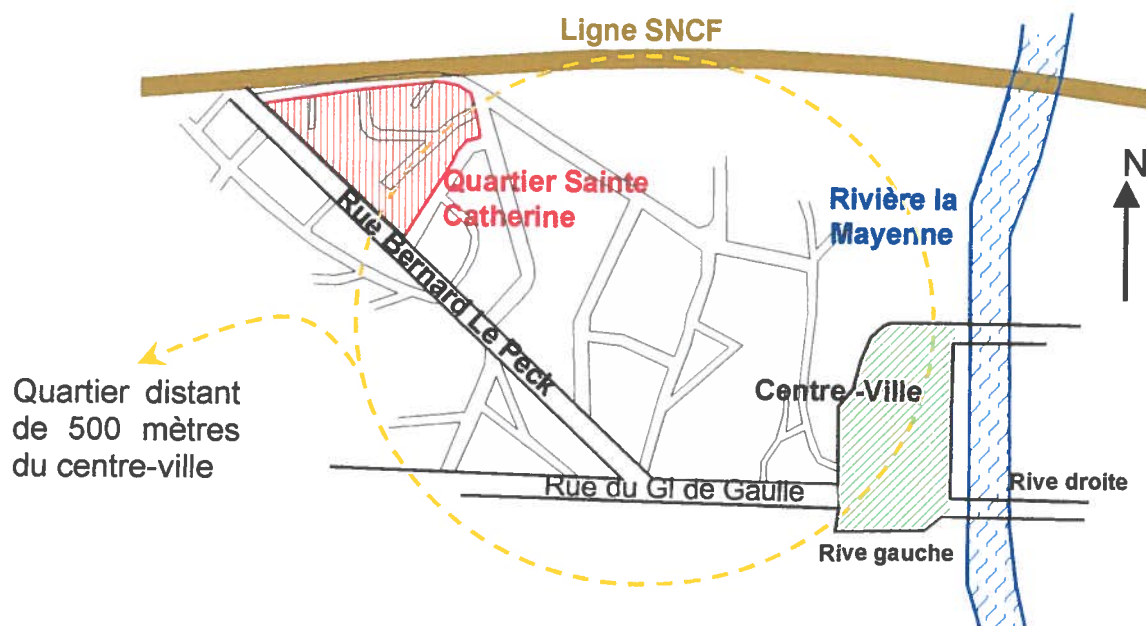 Ligne SNCF
N
Quartier Sainte
Catherine
Rivière la
Mayenne
Rue Bernard Le Peck
Quartier distant
de 500 mètres
du centre-ville
Centre-Ville
Rue du Gl de Gaulle
Rive droite
Rive gauche